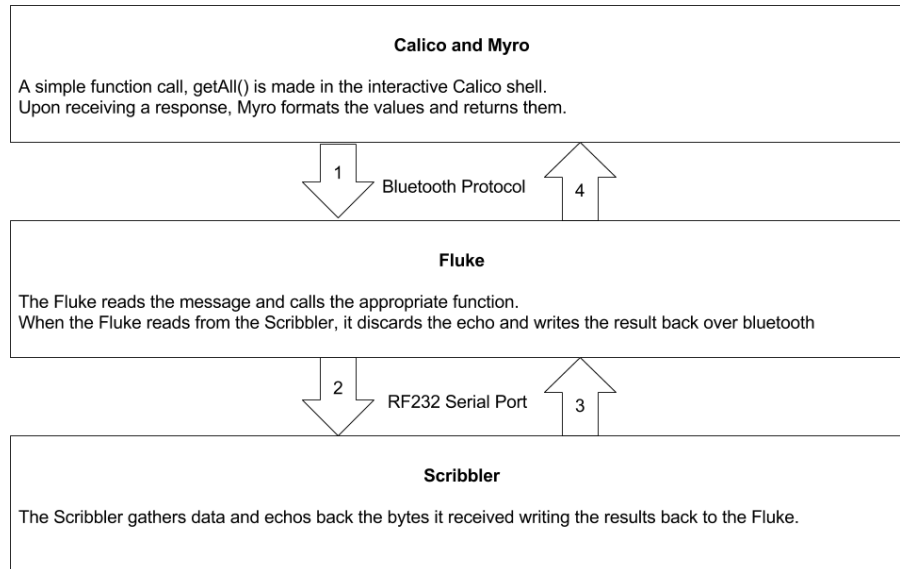 Calico and Myro
A simple function call, getAll() is made in the interactive Calico shell.
Upon receiving a response, Myro formats the values and returns them.
1
Bluetooth Protocol
4
Fluke
The Fluke reads the message and calls the appropriate function.
When the Fluke reads from the Scribbler, it discards the echo and writes the result back over bluetooth
2
RF232 Serial Port
3
Scribbler
The Scribbler gathers data and echos back the bytes it received writing the results back to the Fluke.